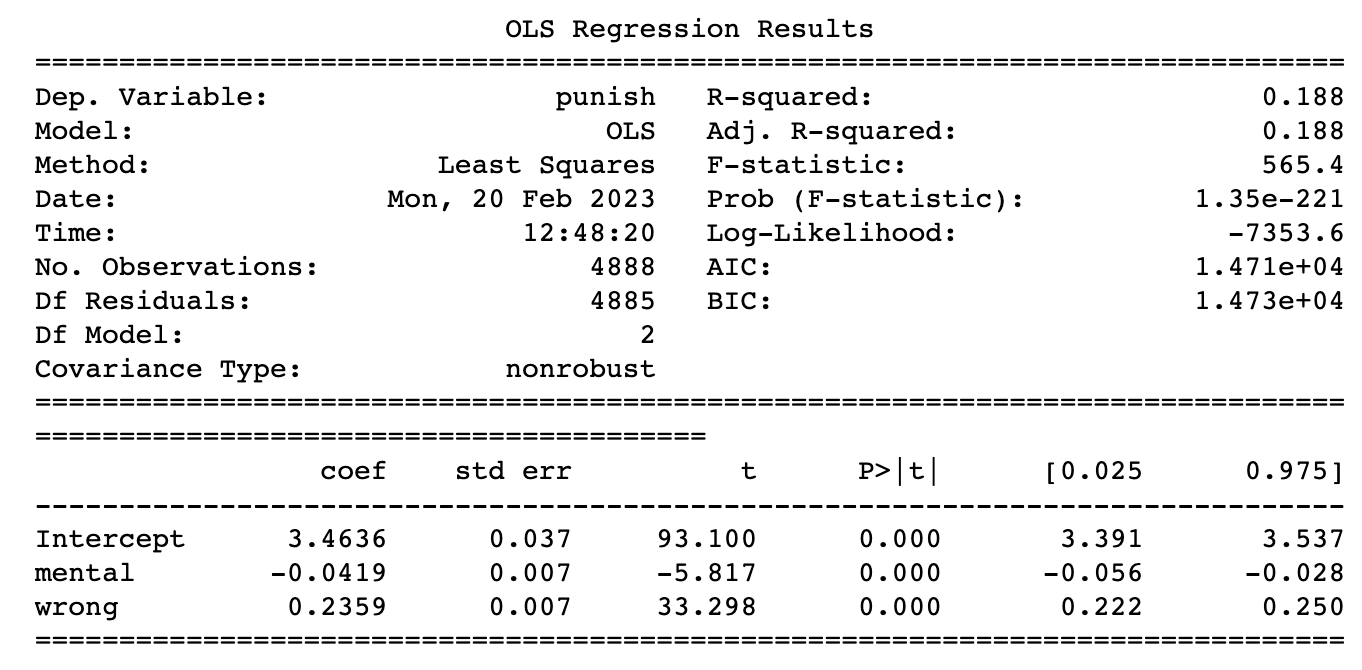 OLS Regression Results
==============================================================================
Dep. Variable: punish R-squared: 0.188
Model: OLS Adj. R-squared: 0.188
Method: Least Squares F-statistic: 565.4
Date: Mon, 20 Feb 2023 Prob (F-statistic): 1.35e-221
Time: 12:48:20 Log-Likelihood: -7353.6
No. Observations: 4888 AIC: 1.471e+04
Df Residuals: 4885 BIC: 1.473e+04
Df Model: 2
Covariance Type: nonrobust
==============================================================================
========================================
coef std err t P>|t| [0.025 0.975]
------------------------------------------------------------------------------
Intercept 3.4636 0.037 93.100 0.000 3.391 3.537
mental -0.0419 0.007 -5.817 0.000 -0.056 -0.028
wrong 0.2359 0.007 33.298 0.000 0.222 0.250
==============================================================================